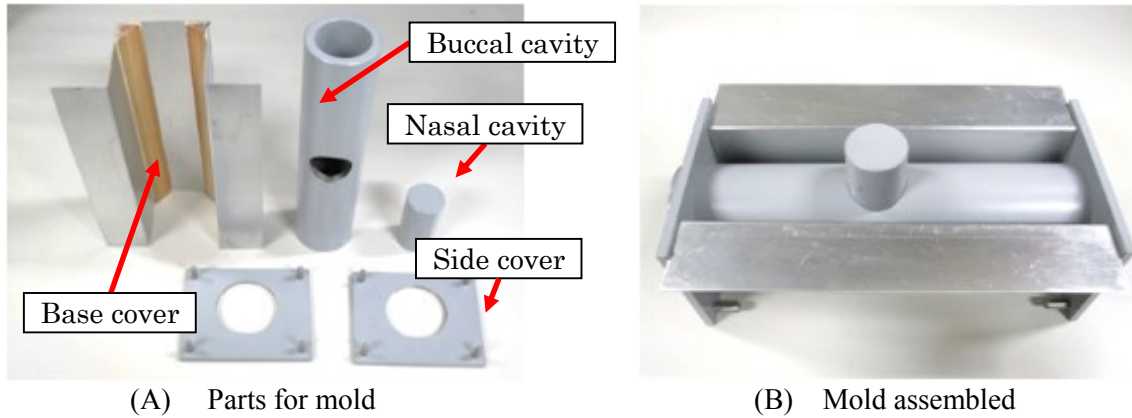 Buccal cavity
Nasal cavity
Side cover
Base cover
(A) Parts for mold
(B) Mold assembled